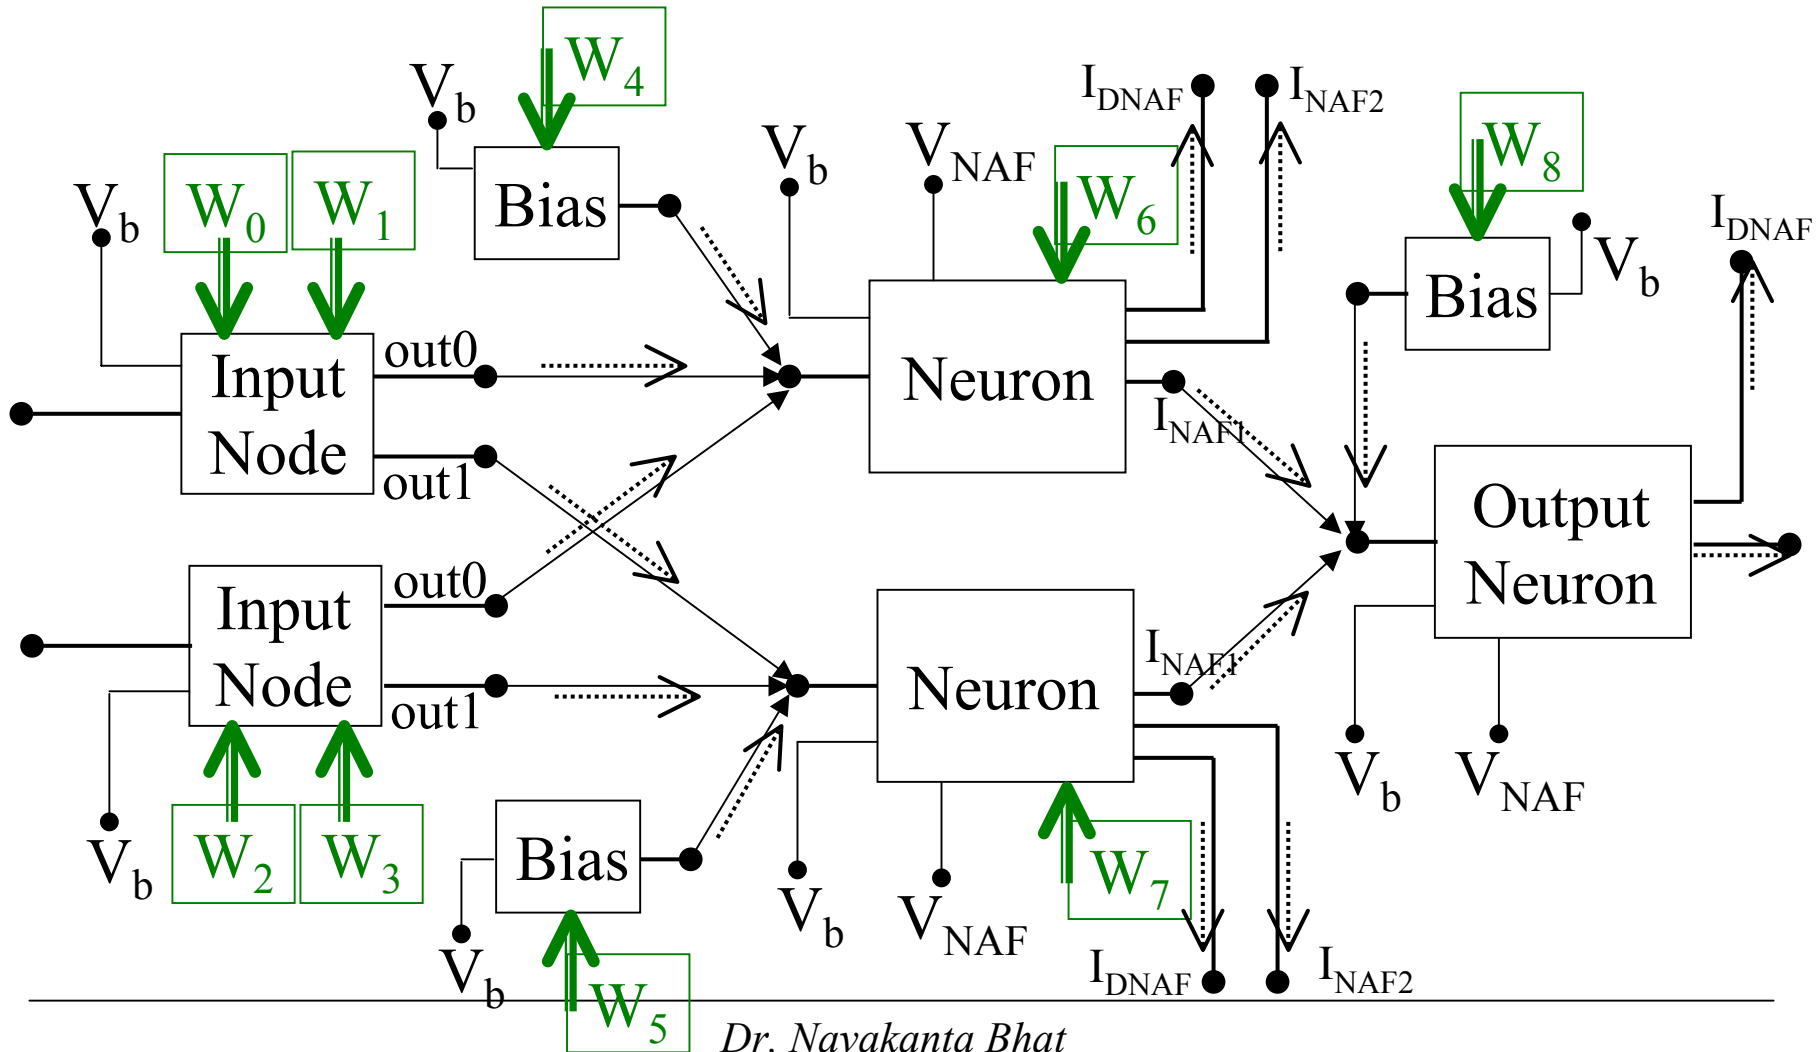 W4
Vb
Bias
Vb
W0
W1
Vb
VNAF
W6
IDNAF
INAF2
W8
Vb
IDNAF
Bias
Input
Node
out0
out1
Neuron
INAF1
Output
Neuron
Input
Node
out0
out1
Neuron
INAF1
Vb
VNAF
Vb
W2
W3
Bias
Vb
W5
Vb
VNAF
W7
IDNAF
INAF2
Dr. Navakanta Bhat